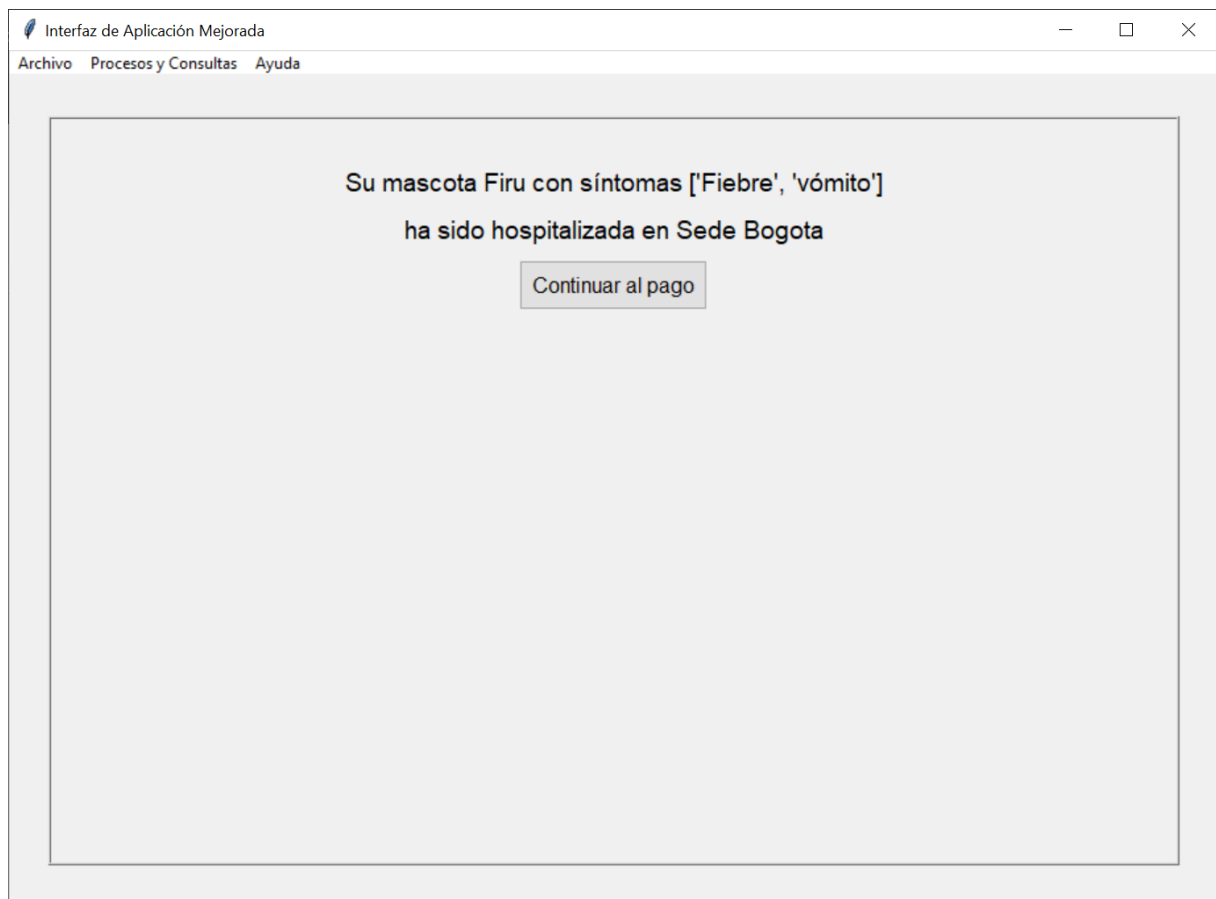 Interfaz de Aplicación Mejorada
Archivo Procesos y Consultas Ayuda
Su mascota Firu con síntomas ['Fiebre', 'vómito']
ha sido hospitalizada en Sede Bogota
Continuar al pago